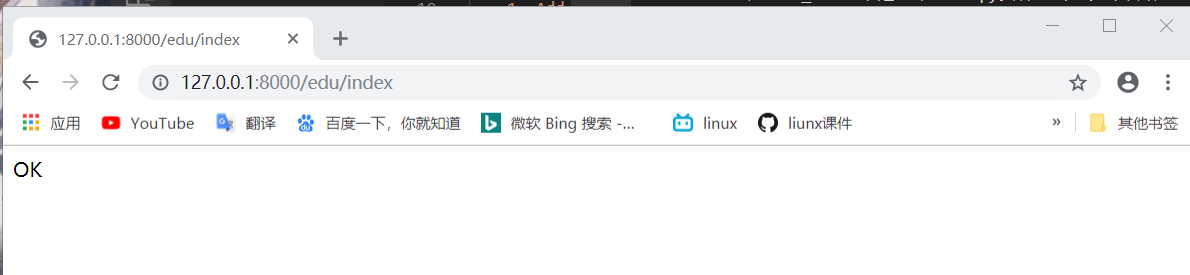 127.0.0.1:8000/edu/index
127.0.0.1:8000/edu/index
应用 YouTube 翻译 百度一下，你就知道 微软 Bing 搜索 -... linux liunx课件 » 其他书签
OK